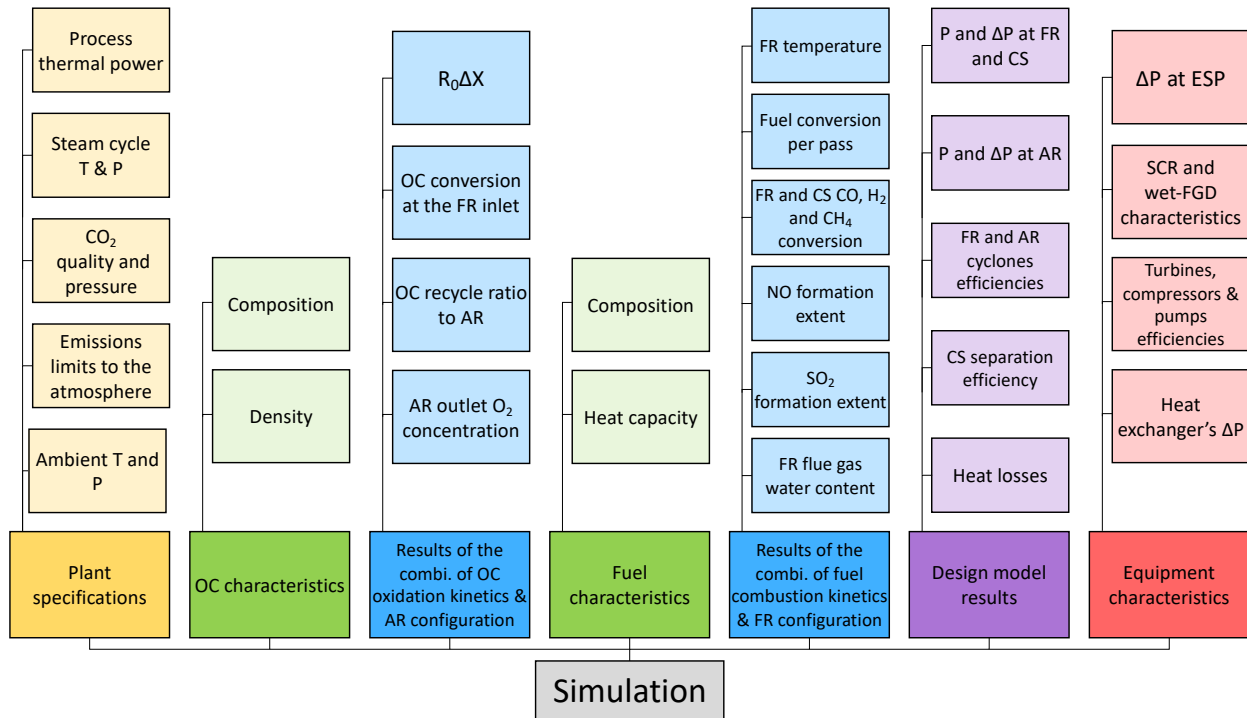 Process
thermal power
Steam cycle
T & P
CO₂
quality and
pressure
Emissions
limits to the
atmosphere
Ambient T and
P
Plant
specifications
Composition
Density
OC characteristics
R₀ΔX
OC conversion
at the FR inlet
OC recycle ratio
to AR
AR outlet O₂
concentration
Results of the
combi. of OC
oxidation kinetics &
AR configuration
Composition
Heat capacity
Fuel
characteristics
FR temperature
Fuel conversion
per pass
FR and CS CO, H₂
and CH₄
conversion
NO formation
extent
SO₂
formation extent
FR flue gas
water content
Results of the
combi. of fuel
combustion kinetics
& FR configuration
P and ΔP at FR
and CS
P and ΔP at AR
FR and AR
cyclones
efficiencies
CS separation
efficiency
Heat losses
Design model
results
ΔP at ESP
SCR and
wet-FGD
characteristics
Turbines,
compressors &
pumps
efficiencies
Heat
exchanger’s ΔP
Equipment
characteristics
Simulation